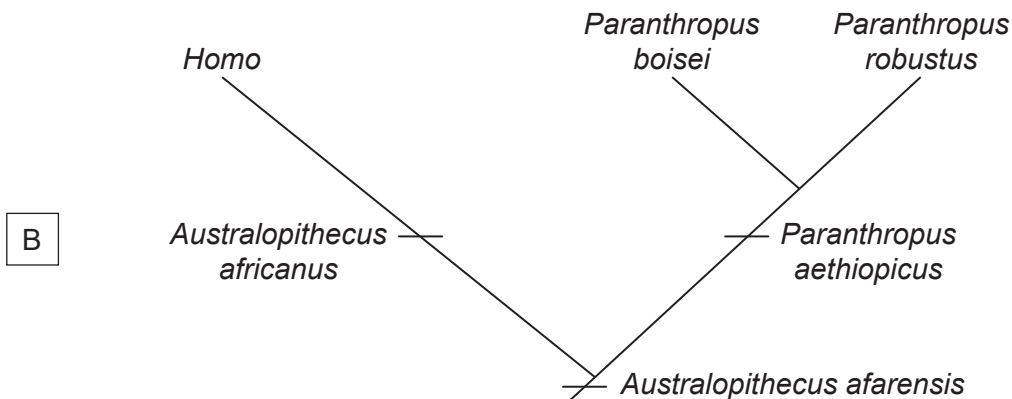 Homo
Paranthropus
boisei
Paranthropus
robustus
B
Australopithecus
africanus
Paranthropus
aethiopicus
Australopithecus afarensis